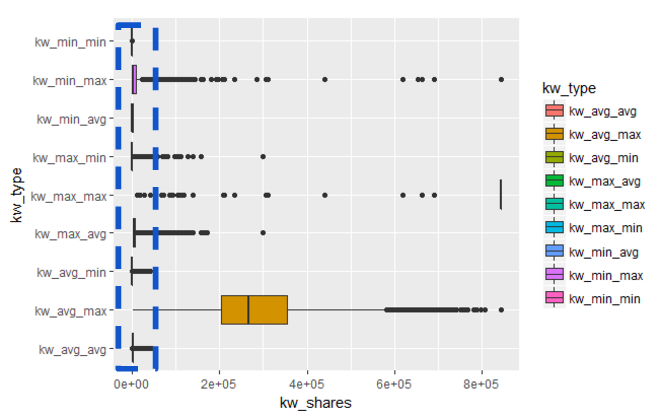 kw_min_min
kw_min_max
kw_min_avg
kw_max_min
kw_max_max
kw_max_avg
kw_avg_min
kw_avg_max
kw_avg_avg
kw_type
0e+00 2e+05 4e+05 6e+05 8e+05
kw_shares
kw_type
kw_avg_avg
kw_avg_max
kw_avg_min
kw_max_avg
kw_max_max
kw_max_min
kw_min_avg
kw_min_max
kw_min_min